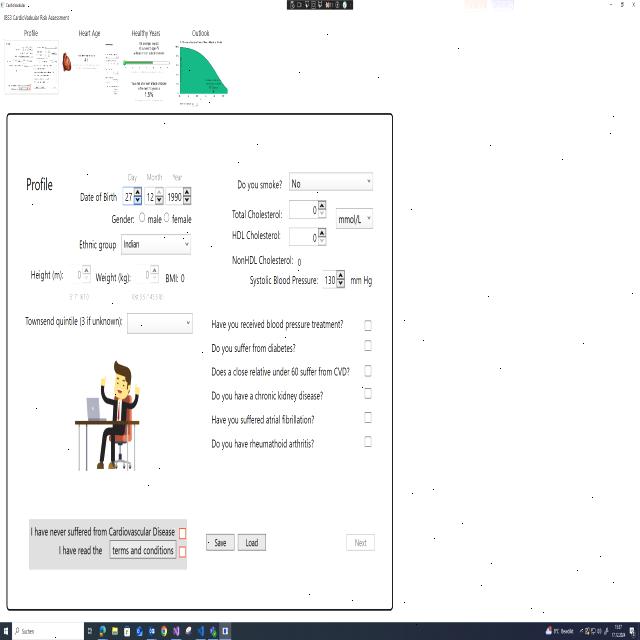 CardioVascular
JBS3 CardioVaskular Risk Assessment
Profile
Heart Age
Healthy Years
Outlook
Profile
Day Month Year
Date of Birth 27 12 1990
Gender: male female
Ethnic group Indian
Height (m): 0 Weight (kg): 0 BMI: 0
Townsend quintile (3 if unknown):
Do you smoke? No
Total Cholesterol: 0 mmol/L
HDL Cholesterol: 0
NonHDL Cholesterol: 0
Systolic Blood Pressure: 130 mm Hg
Have you received blood pressure treatment?
Do you suffer from diabetes?
Does a close relative under 60 suffer from CVD?
Do you have a chronic kidney disease?
Have you suffered atrial fibrillation?
Do you have rheumathoid arthritis?
I have never suffered from Cardiovascular Disease
I have read the terms and conditions
Save Load Next
Suchen